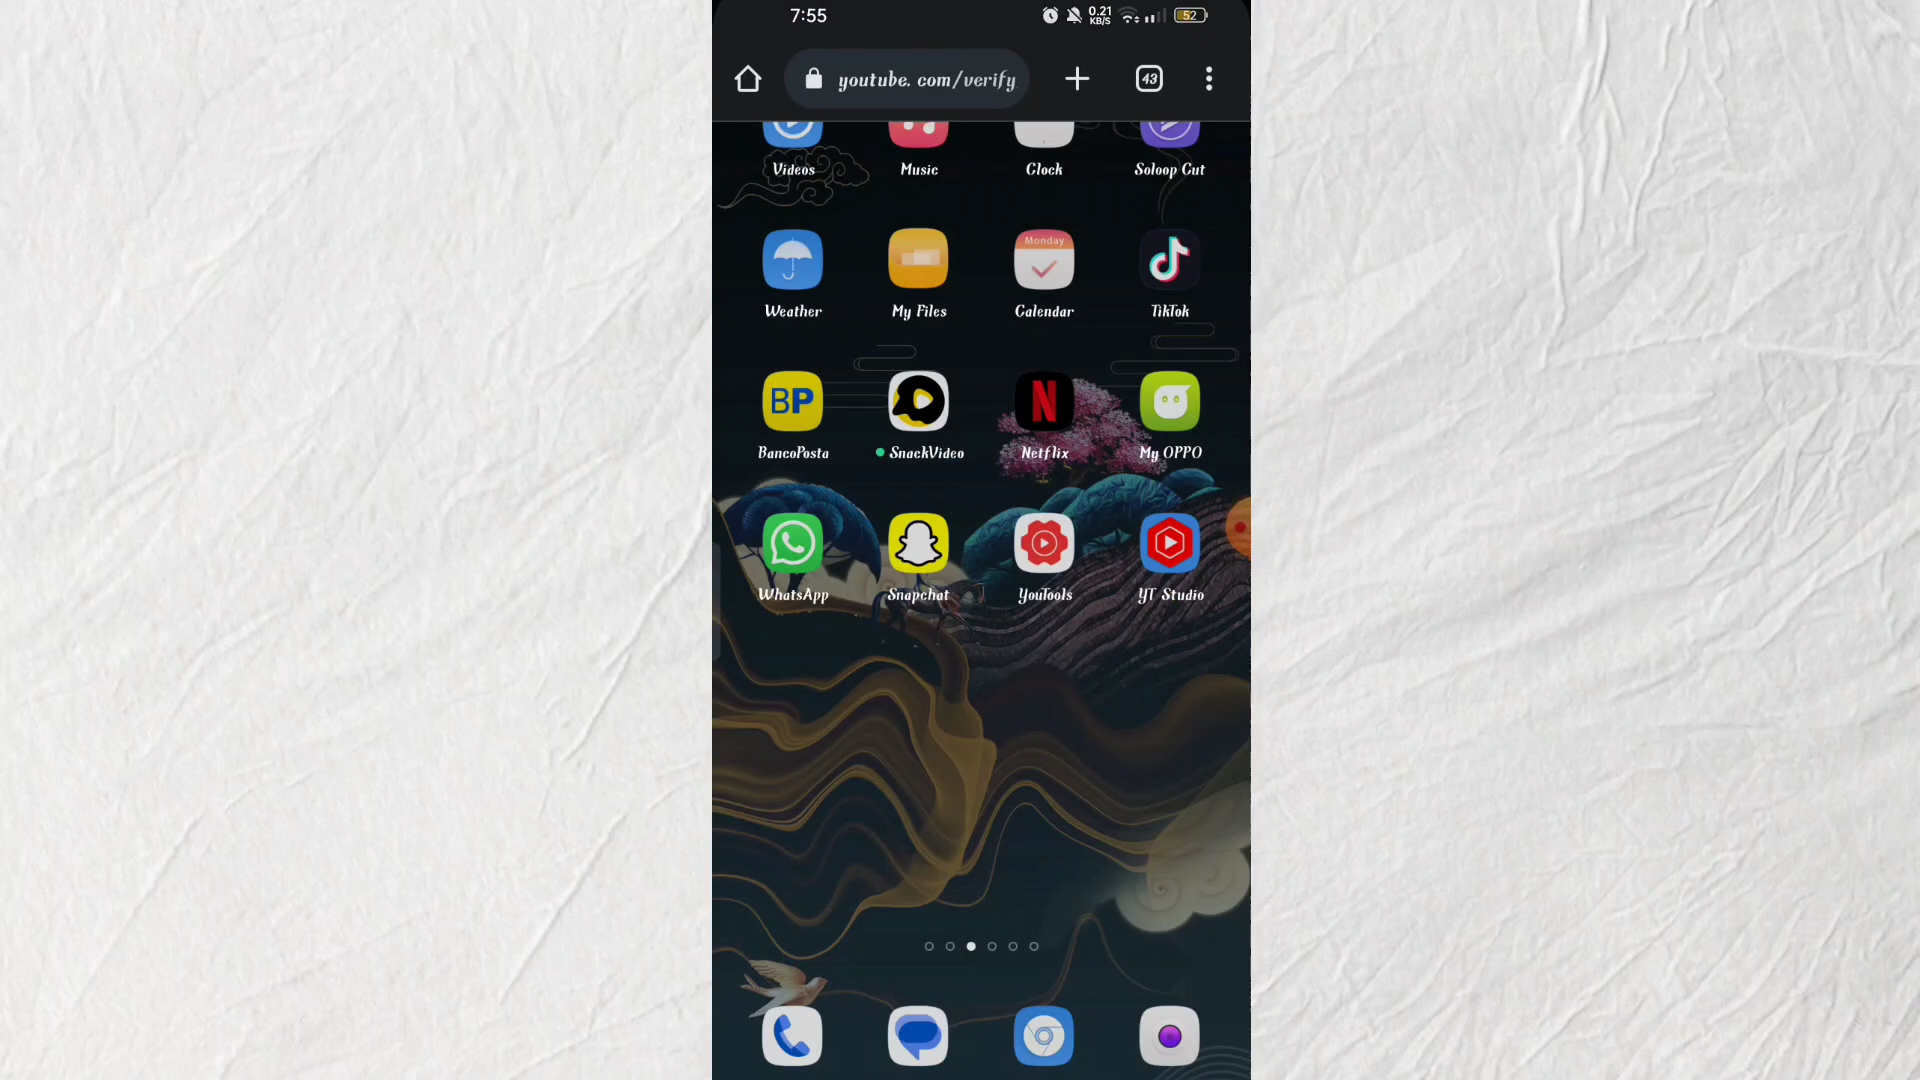 7:55 0.21 KB/S 52
youtube. com/verify 43
Videos Music Clock Soloop Cut
Monday
Weather My Files Calendar TikTok
BP N
BancoPosta SnackVideo Netflix My OPPO
WhatsApp Snapchat YouTools YT Studio